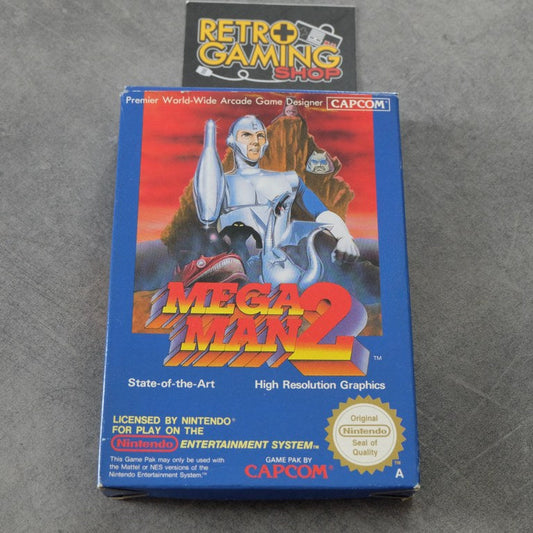 RETRO
GAMING
SHOP
Premier World-Wide Arcade Game Designer CAPCOM®
MEGA
MAN 2
TM
State-of-the-Art High Resolution Graphics
LICENSED BY NINTENDO®
FOR PLAY ON THE
Nintendo ENTERTAINMENT SYSTEM™
This Game Pak may only be used with
the Mattel or NES versions of the
Nintendo Entertainment System.™
GAME PAK BY
CAPCOM®
Original
Nintendo
Seal of
Quality
TM
A